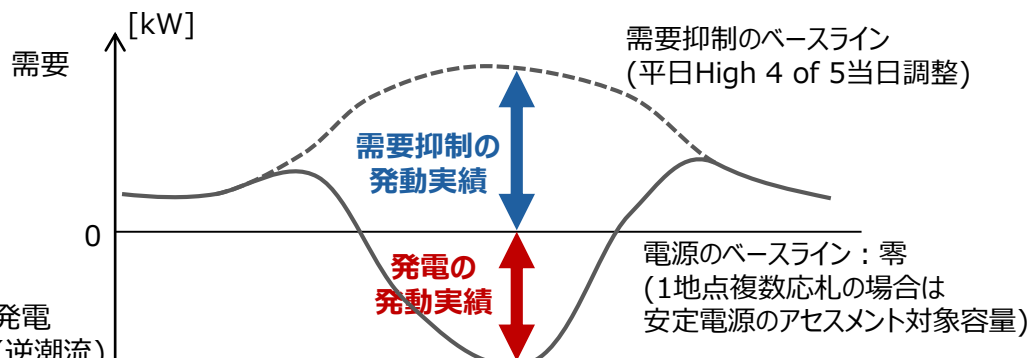 [kW]
需要
需要抑制のベースライン
(平日High 4 of 5当日調整)
需要抑制の
発動実績
0
発電の
発動実績
電源のベースライン：零
(1地点複数応札の場合は
安定電源のアセスメント対象容量)
発電
(逆潮流)